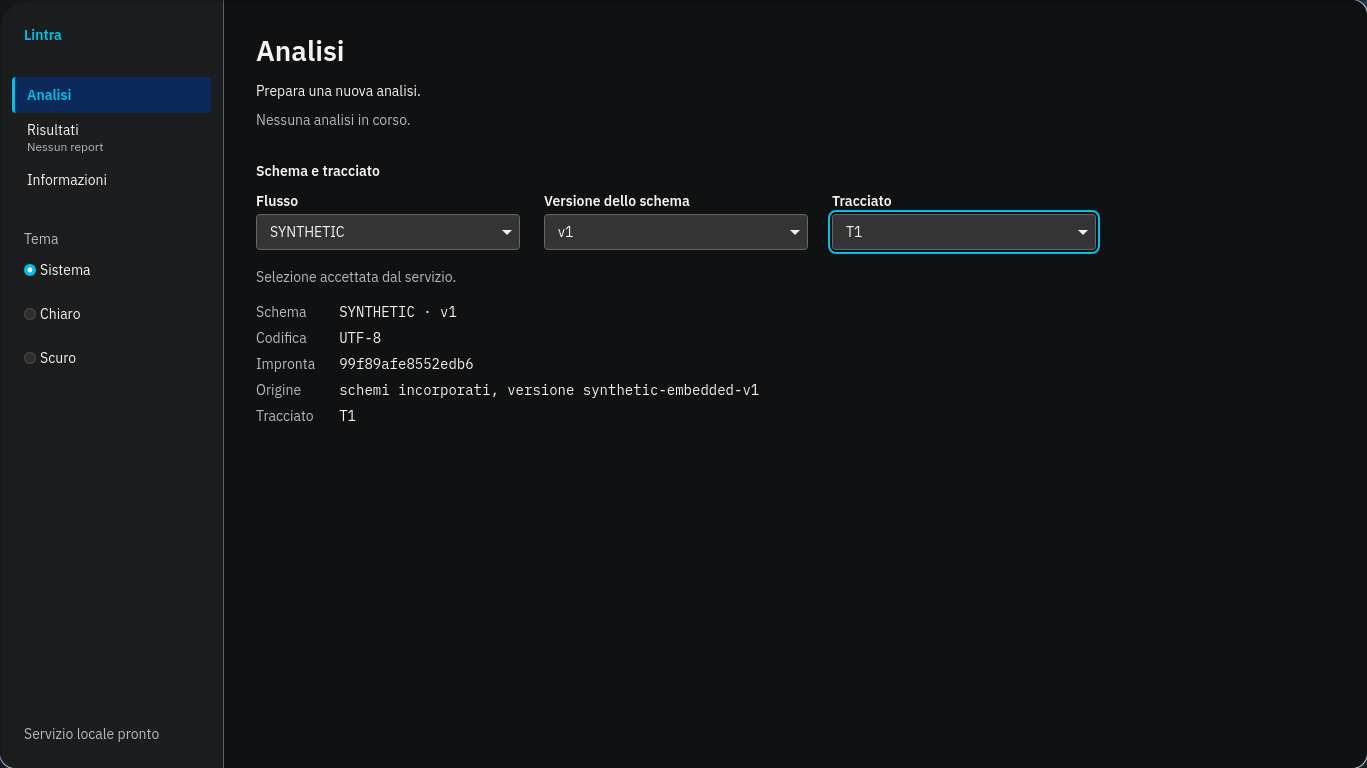 Lintra
Analisi
Risultati
Nessun report
Informazioni
Tema
Sistema
Chiaro
Scuro
Servizio locale pronto
Analisi
Prepara una nuova analisi.
Nessuna analisi in corso.
Schema e tracciato
Flusso Versione dello schema Tracciato
SYNTHETIC v1 T1
Selezione accettata dal servizio.
Schema SYNTHETIC · v1
Codifica UTF-8
Impronta 99f89afe8552edb6
Origine schemi incorporati, versione synthetic-embedded-v1
Tracciato T1